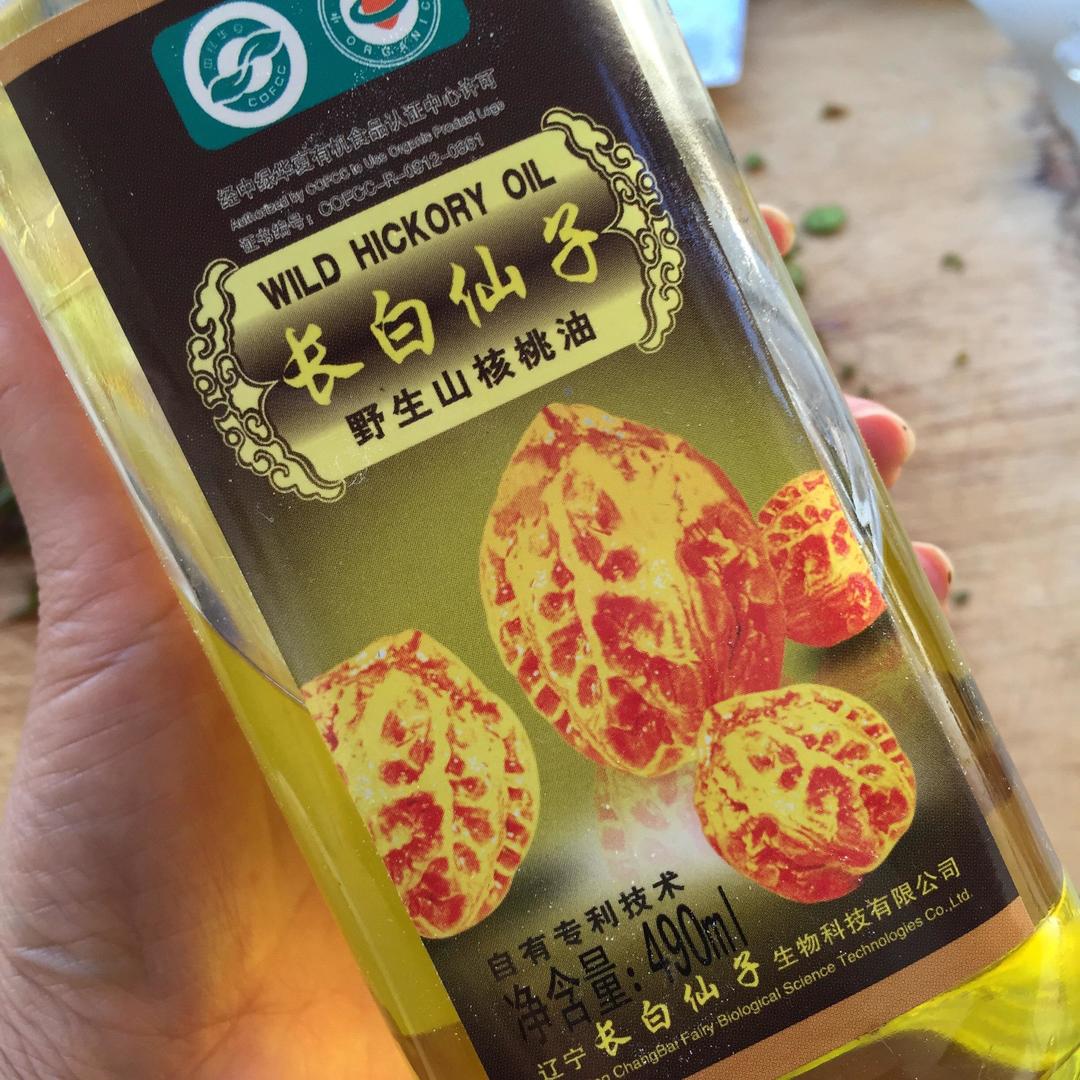 COFCC
ORGANIC
经中绿华夏有机食品认证中心许可
Authorized by COFCC to Use Organic Product Logo
证书编号：COFCC-R-0912-0361
WILD HICKORY OIL
长白仙子
野生山核桃油
自有专利技术
净含量：490ml
辽宁长白仙子生物科技有限公司
ChangBai Fairy Biological Science Technologies Co.,Ltd.